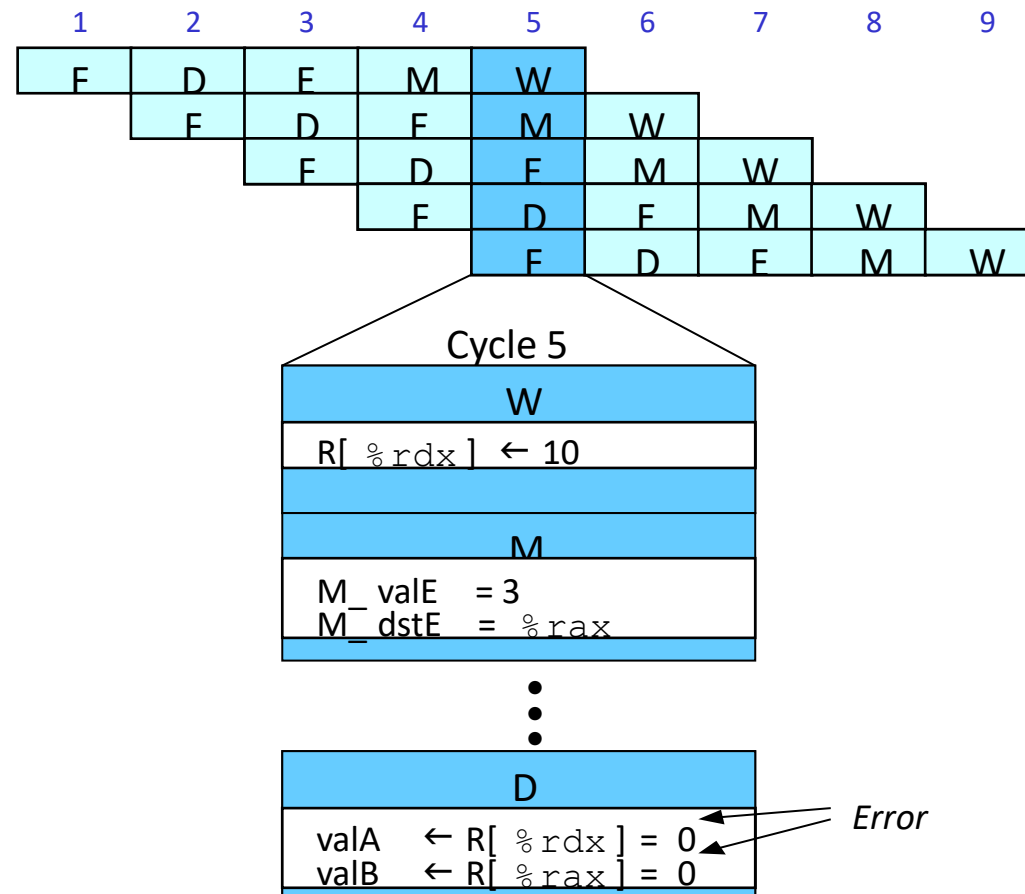 1 2 3 4 5 6 7 8 9
F D E M W
F D E M W
F D E M W
F D E M W
F D E M W
Cycle 5
W
R[ %rdx ] ← 10
M
M_ valE = 3
M_ dstE = %rax
D
Error
valA ← R[ %rdx ] = 0
valB ← R[ %rax ] = 0